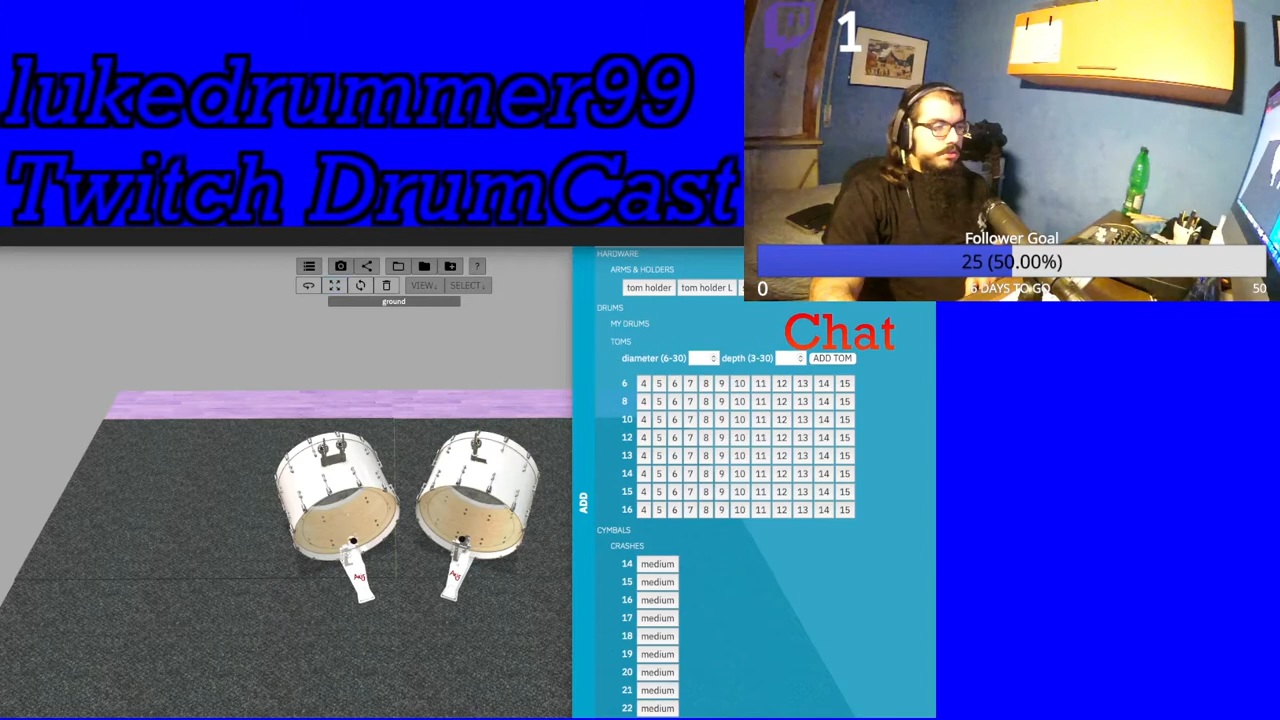 lukedrummer99
Twitch DrumCast
1
Follower Goal
25 (50.00%)
0
6 DAYS TO GO
50
Chat
?
VIEW↓
SELECT↓
ground
ADD
HARDWARE
ARMS & HOLDERS
tom holder
tom holder L
DRUMS
MY DRUMS
TOMS
diameter (6-30)
depth (3-30)
ADD TOM
6 4 5 6 7 8 9 10 11 12 13 14 15
8 4 5 6 7 8 9 10 11 12 13 14 15
10 4 5 6 7 8 9 10 11 12 13 14 15
12 4 5 6 7 8 9 10 11 12 13 14 15
13 4 5 6 7 8 9 10 11 12 13 14 15
14 4 5 6 7 8 9 10 11 12 13 14 15
15 4 5 6 7 8 9 10 11 12 13 14 15
16 4 5 6 7 8 9 10 11 12 13 14 15
CYMBALS
CRASHES
14 medium
15 medium
16 medium
17 medium
18 medium
19 medium
20 medium
21 medium
22 medium
Axis
Axis